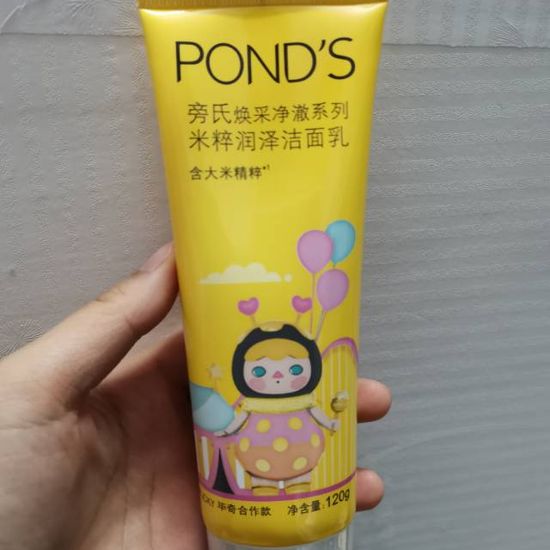 POND'S
旁氏焕采净澈系列
米粹润泽洁面乳
含大米精粹*1
CKY 毕奇合作款 净含量:120g